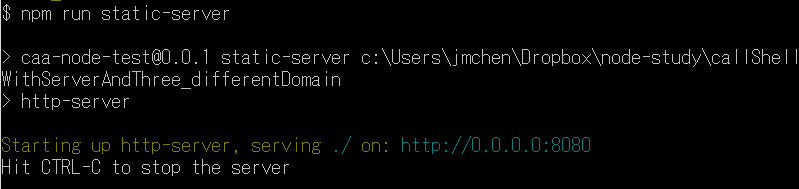 $ npm run static-server
> caa-node-test@0.0.1 static-server c:\Users\jmchen\Dropbox\node-study\callShell
WithServerAndThree_differentDomain
> http-server
Starting up http-server, serving ./ on: http://0.0.0.0:8080
Hit CTRL-C to stop the server